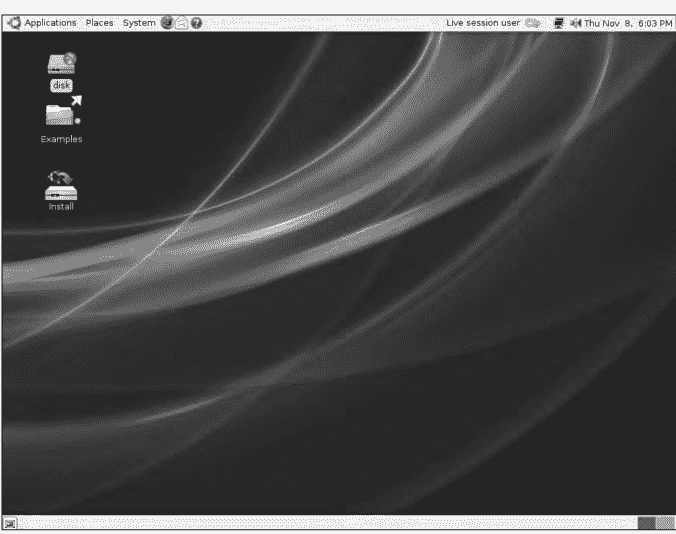 Applications Places System Live session user Thu Nov 8, 6:03 PM
disk
Examples
Install